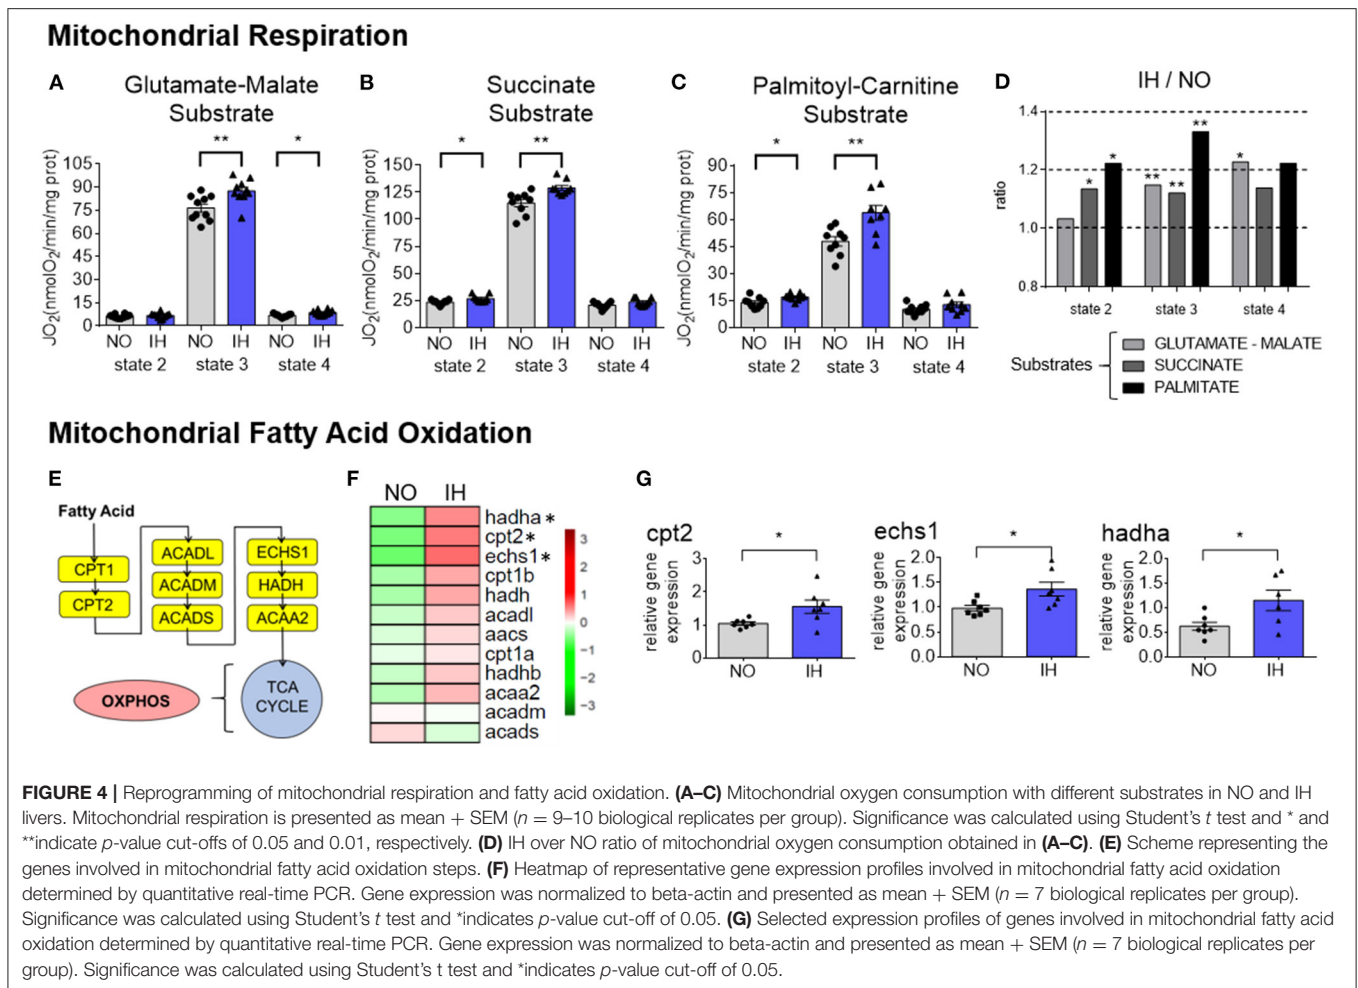 Mitochondrial Respiration
A
Glutamate-Malate
Substrate
JO2(nmolO2/min/mg prot)
105
90
75
60
45
30
15
0
** *
NO IH NO IH NO IH
state 2 state 3 state 4
B
Succinate
Substrate
JO2(nmolO2/min/mg prot)
150
125
100
75
50
25
0
* **
NO IH NO IH NO IH
state 2 state 3 state 4
C
Palmitoyl-Carnitine
Substrate
JO2(nmolO2/min/mg prot)
90
75
60
45
30
15
0
* **
NO IH NO IH NO IH
state 2 state 3 state 4
D
IH / NO
ratio
1.4
1.2
1.0
0.8
* * ** ** ** *
state 2 state 3 state 4
Substrates
GLUTAMATE - MALATE
SUCCINATE
PALMITATE
Mitochondrial Fatty Acid Oxidation
E
Fatty Acid
CPT1
CPT2
ACADL
ACADM
ACADS
ECHS1
HADH
ACAA2
TCA
CYCLE
OXPHOS
F
NO IH
hadha*
cpt2*
echs1*
cpt1b
hadh
acadl
aacs
cpt1a
hadhb
acaa2
acadm
acads
3
2
1
0
−1
−2
−3
G
cpt2
relative gene
expression
3
2
1
0
*
NO IH
echs1
relative gene
expression
2.0
1.5
1.0
0.5
0.0
*
NO IH
hadha
relative gene
expression
2.0
1.5
1.0
0.5
0.0
*
NO IH
FIGURE 4 | Reprogramming of mitochondrial respiration and fatty acid oxidation. (A–C) Mitochondrial oxygen consumption with different substrates in NO and IH
livers. Mitochondrial respiration is presented as mean + SEM (n = 9–10 biological replicates per group). Significance was calculated using Student's t test and * and
**indicate p-value cut-offs of 0.05 and 0.01, respectively. (D) IH over NO ratio of mitochondrial oxygen consumption obtained in (A–C). (E) Scheme representing the
genes involved in mitochondrial fatty acid oxidation steps. (F) Heatmap of representative gene expression profiles involved in mitochondrial fatty acid oxidation
determined by quantitative real-time PCR. Gene expression was normalized to beta-actin and presented as mean + SEM (n = 7 biological replicates per group).
Significance was calculated using Student's t test and *indicates p-value cut-off of 0.05. (G) Selected expression profiles of genes involved in mitochondrial fatty acid
oxidation determined by quantitative real-time PCR. Gene expression was normalized to beta-actin and presented as mean + SEM (n = 7 biological replicates per
group). Significance was calculated using Student's t test and *indicates p-value cut-off of 0.05.